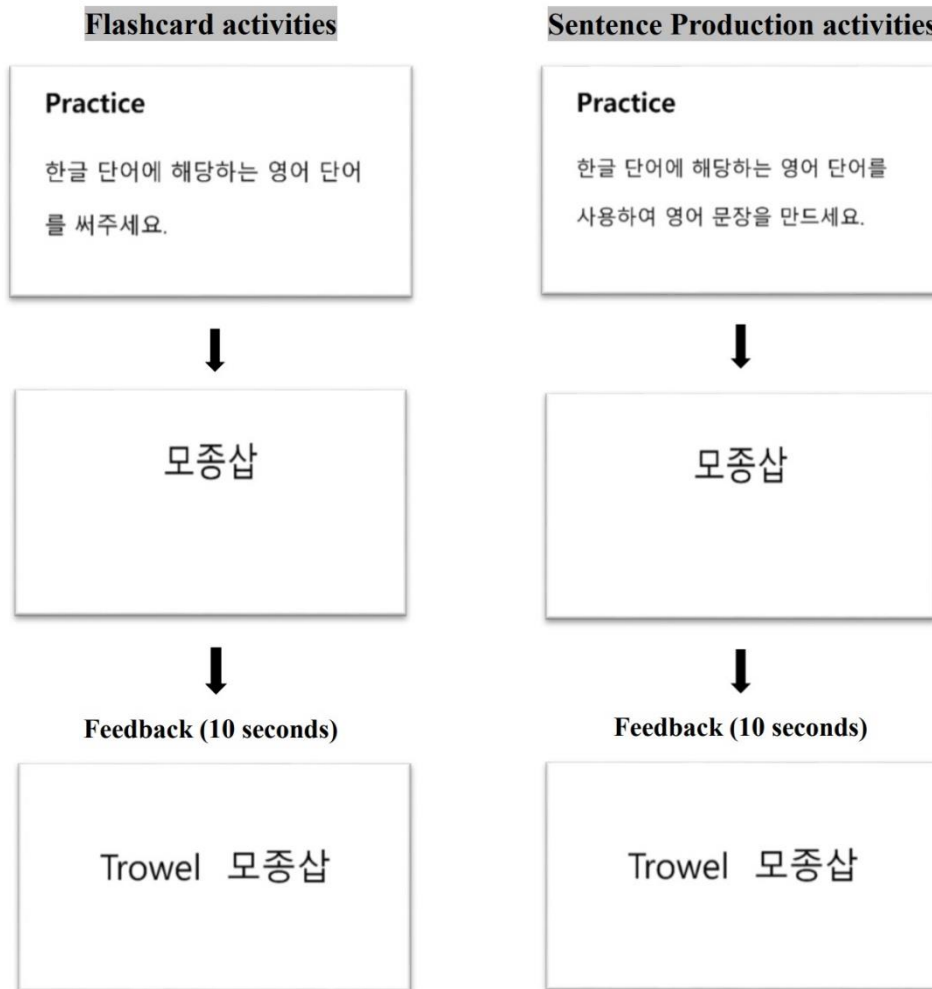 Flashcard activities
Practice
한글 단어에 해당하는 영어 단어
를 써주세요.
모종삽
Feedback (10 seconds)
Trowel 모종삽
Sentence Production activities
Practice
한글 단어에 해당하는 영어 단어를
사용하여 영어 문장을 만드세요.
모종삽
Feedback (10 seconds)
Trowel 모종삽